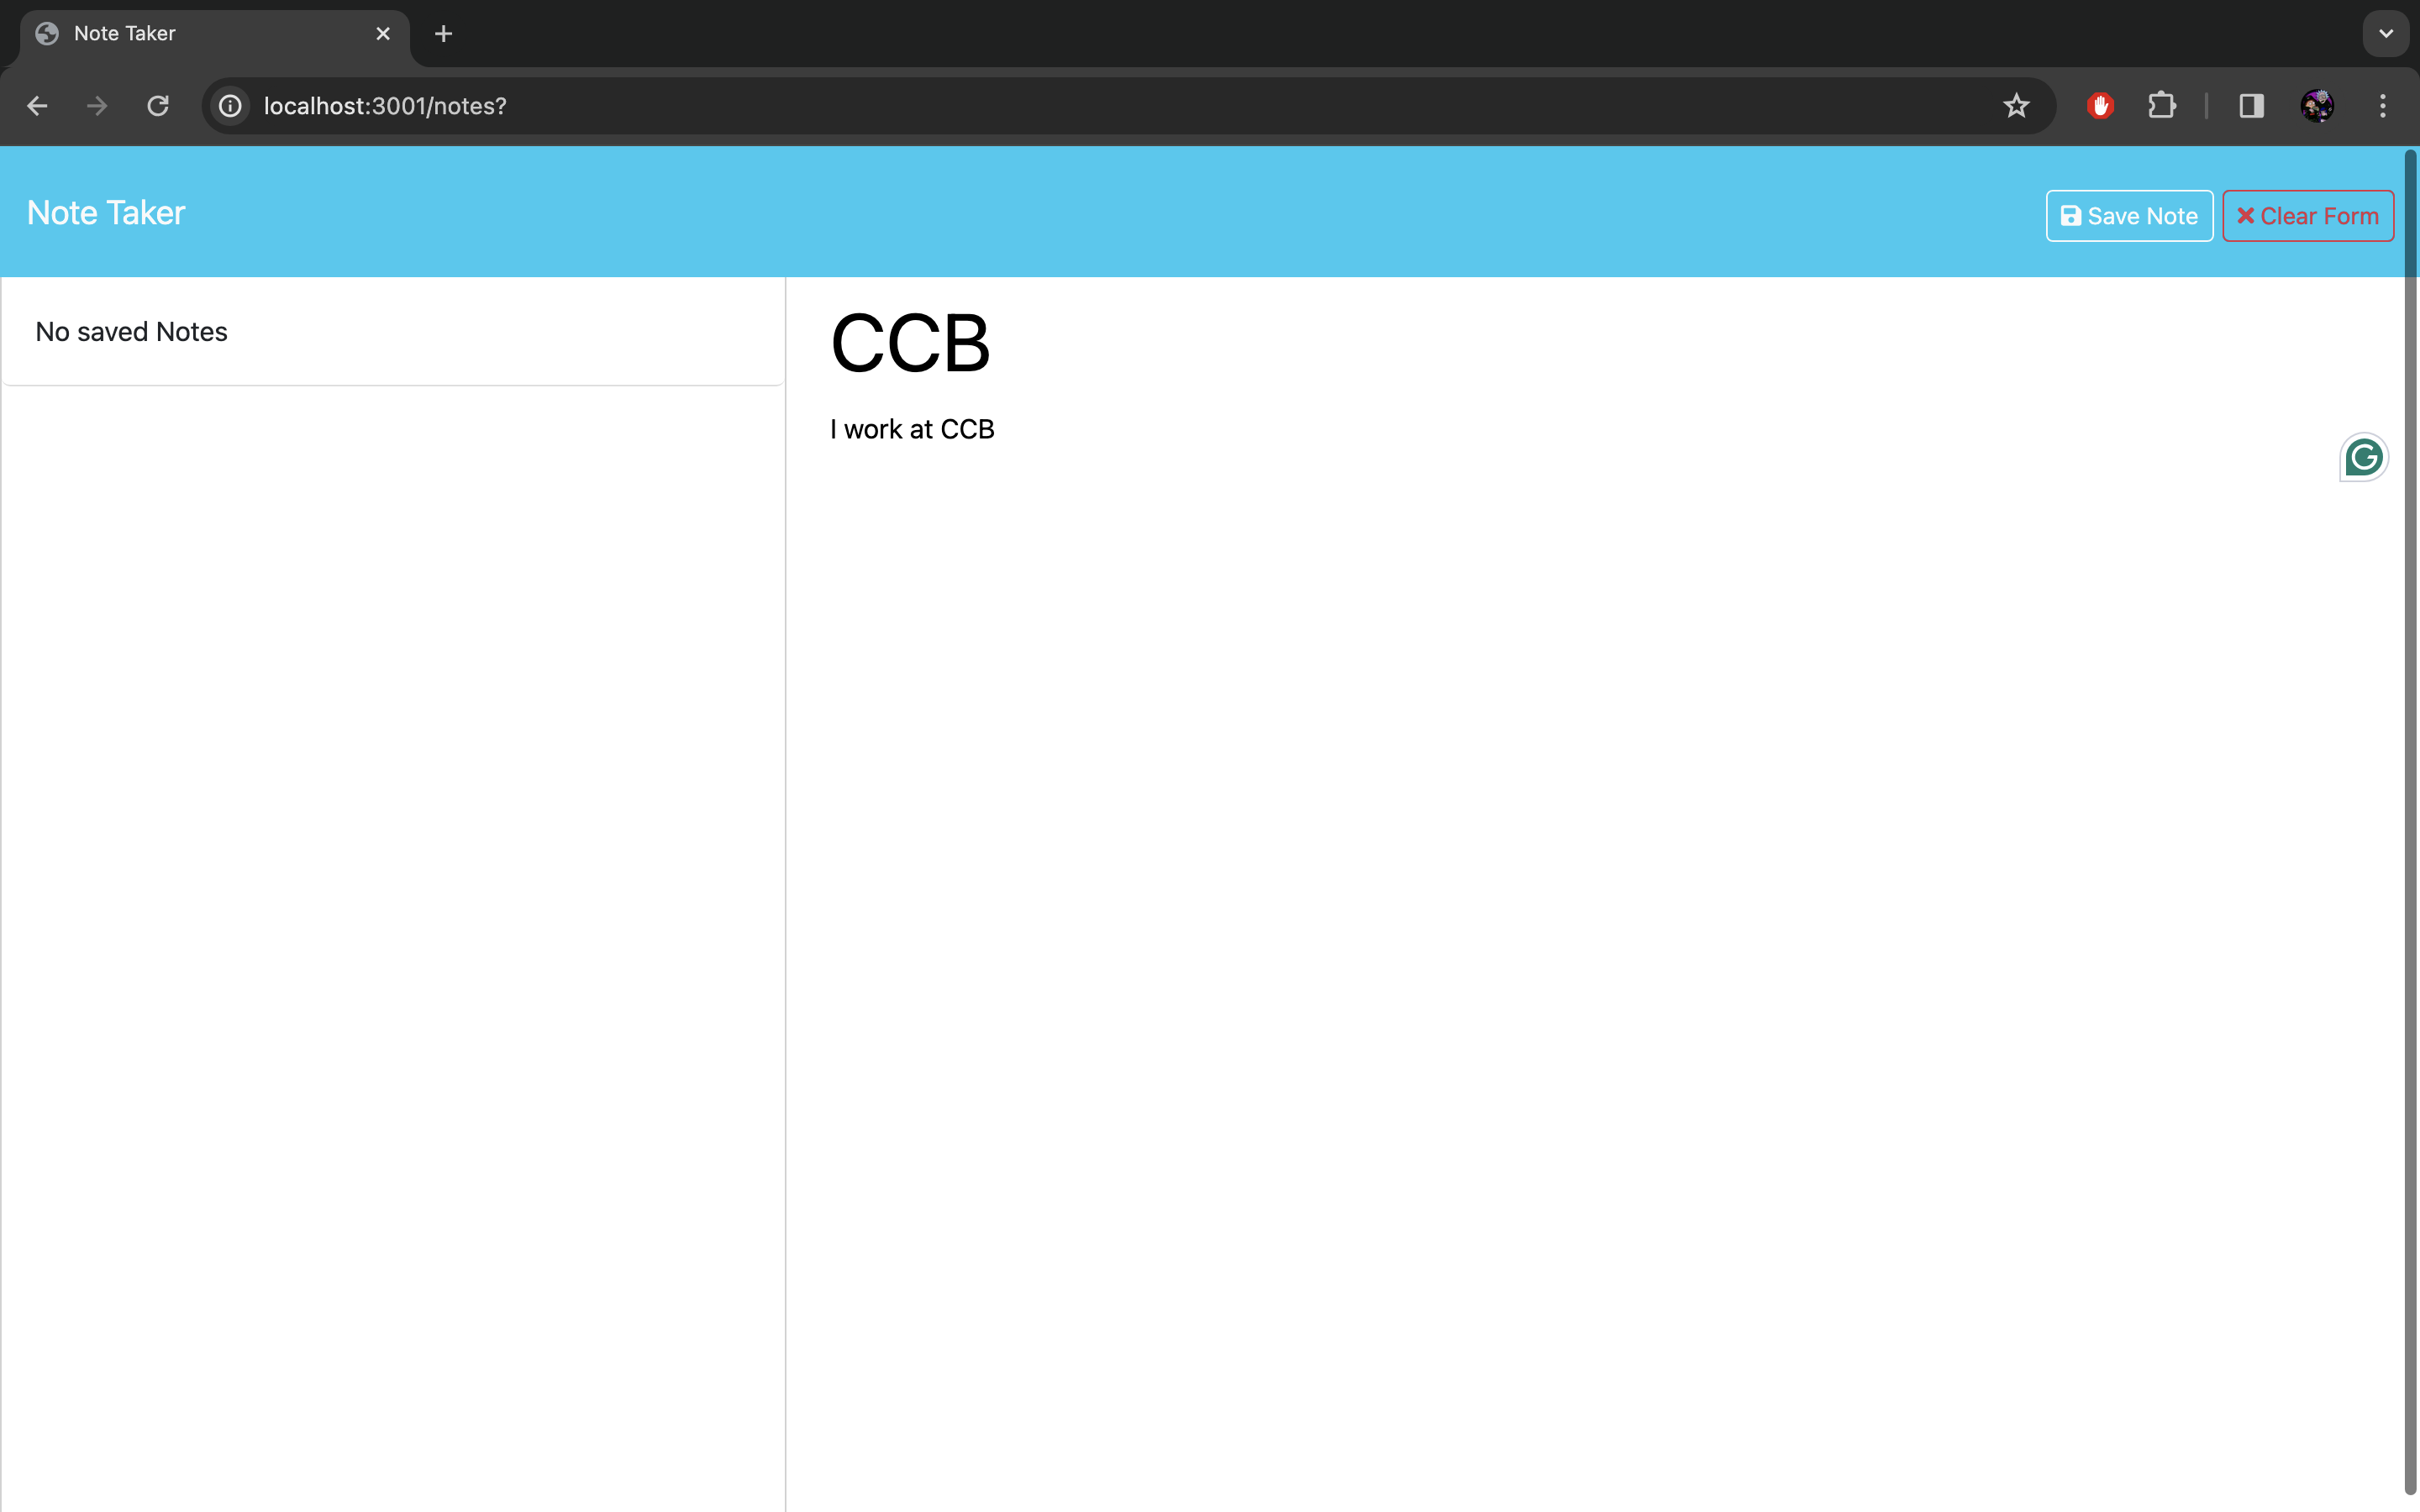 Note Taker
localhost:3001/notes?
Note Taker
Save Note
Clear Form
No saved Notes
CCB
I work at CCB